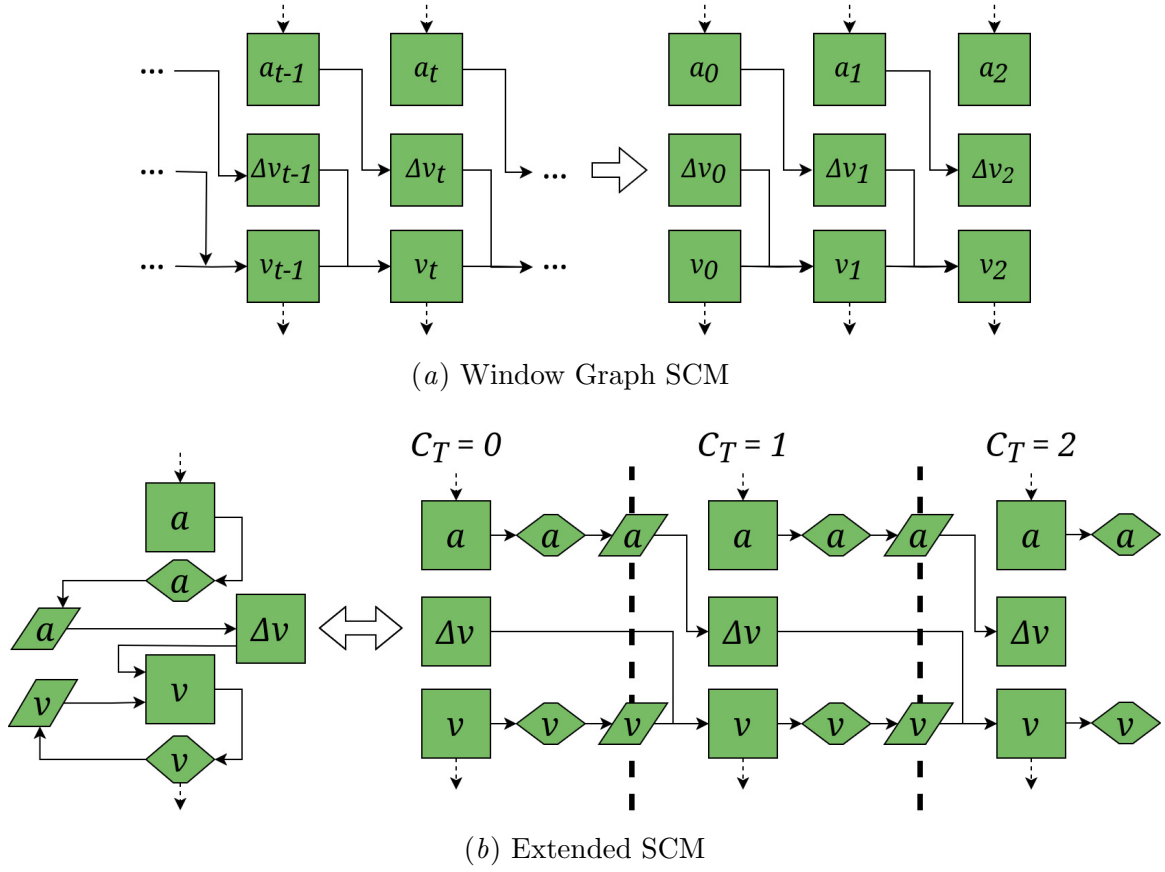 ... a_{t-1} a_t a_0 a_1 a_2
... Δv_{t-1} Δv_t ... Δv_0 Δv_1 Δv_2
... v_{t-1} v_t ... v_0 v_1 v_2
(a) Window Graph SCM
C_T = 0 C_T = 1 C_T = 2
a a a a a a a a a
a
a Δv Δv Δv Δv
v
v v v v v v v v v
v
(b) Extended SCM